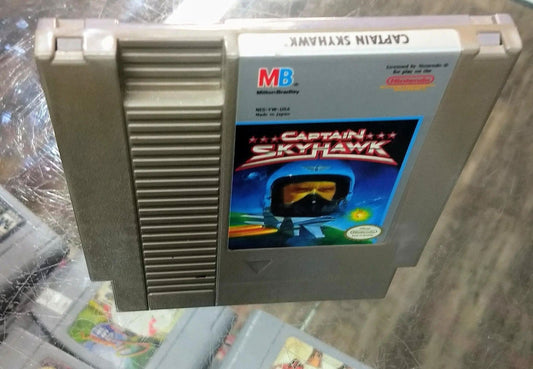 CAPTAIN SKYHAWK
MB
Milton Bradley
Licensed by Nintendo ®
for play on the
Nintendo
NES-YW-USA
Made in Japan
CAPTAIN
SKYHAWK
Nintendo